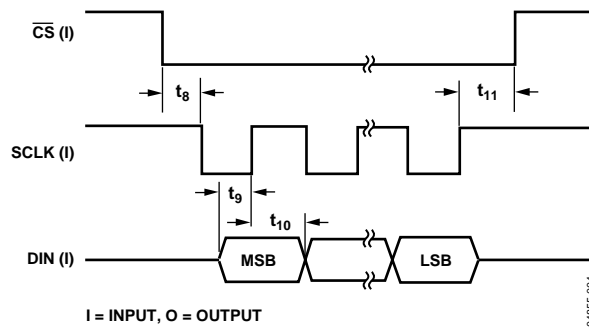 CS (I)
t8
t11
SCLK (I)
t9
t10
DIN (I)
MSB
LSB
I = INPUT, O = OUTPUT